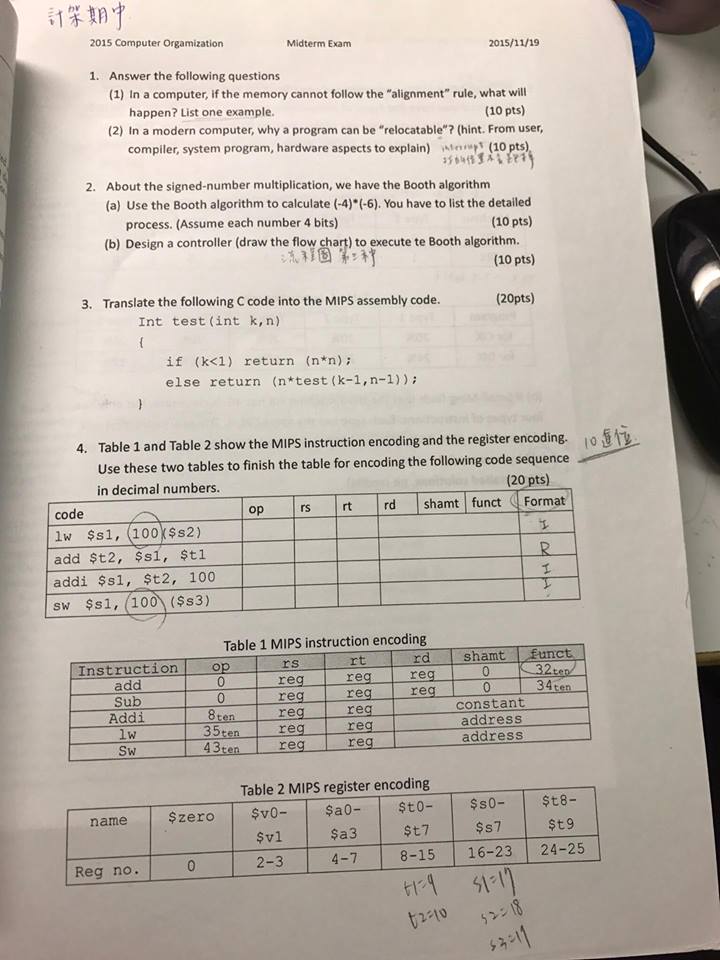 計架期中
2015 Computer Orgamization Midterm Exam 2015/11/19
1. Answer the following questions
(1) In a computer, if the memory cannot follow the "alignment" rule, what will
happen? List one example. (10 pts)
(2) In a modern computer, why a program can be "relocatable"? (hint. From user,
compiler, system program, hardware aspects to explain) interrupt (10 pts)
2. About the signed-number multiplication, we have the Booth algorithm
(a) Use the Booth algorithm to calculate (-4)*(-6). You have to list the detailed
process. (Assume each number 4 bits) (10 pts)
(b) Design a controller (draw the flow chart) to execute te Booth algorithm.
流程圖 第三種 (10 pts)
3. Translate the following C code into the MIPS assembly code. (20pts)
Int test(int k,n)
{
if (k<1) return (n*n);
else return (n*test(k-1,n-1));
}
4. Table 1 and Table 2 show the MIPS instruction encoding and the register encoding. 10進位
Use these two tables to finish the table for encoding the following code sequence
in decimal numbers. (20 pts)
code op rs rt rd shamt funct Format
lw $s1, 100($s2) I
add $t2, $s1, $t1 R
addi $s1, $t2, 100 I
sw $s1, 100 ($s3) I
Table 1 MIPS instruction encoding
Instruction op rs rt rd shamt funct
add 0 reg reg reg 0 32ten
Sub 0 reg reg reg 0 34ten
Addi 8ten reg reg constant
lw 35ten reg reg address
Sw 43ten reg reg address
Table 2 MIPS register encoding
name $zero $v0-$v1 $a0-$a3 $t0-$t7 $s0-$s7 $t8-$t9
Reg no. 0 2-3 4-7 8-15 16-23 24-25
t1=9 s1=17
t2=10 s2=18
s3=19